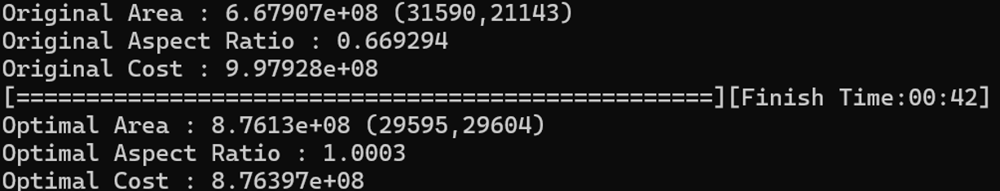 Original Area : 6.67907e+08 (31590,21143)
Original Aspect Ratio : 0.669294
Original Cost : 9.97928e+08
[==================================================][Finish Time:00:42]
Optimal Area : 8.7613e+08 (29595,29604)
Optimal Aspect Ratio : 1.0003
Optimal Cost : 8.76397e+08